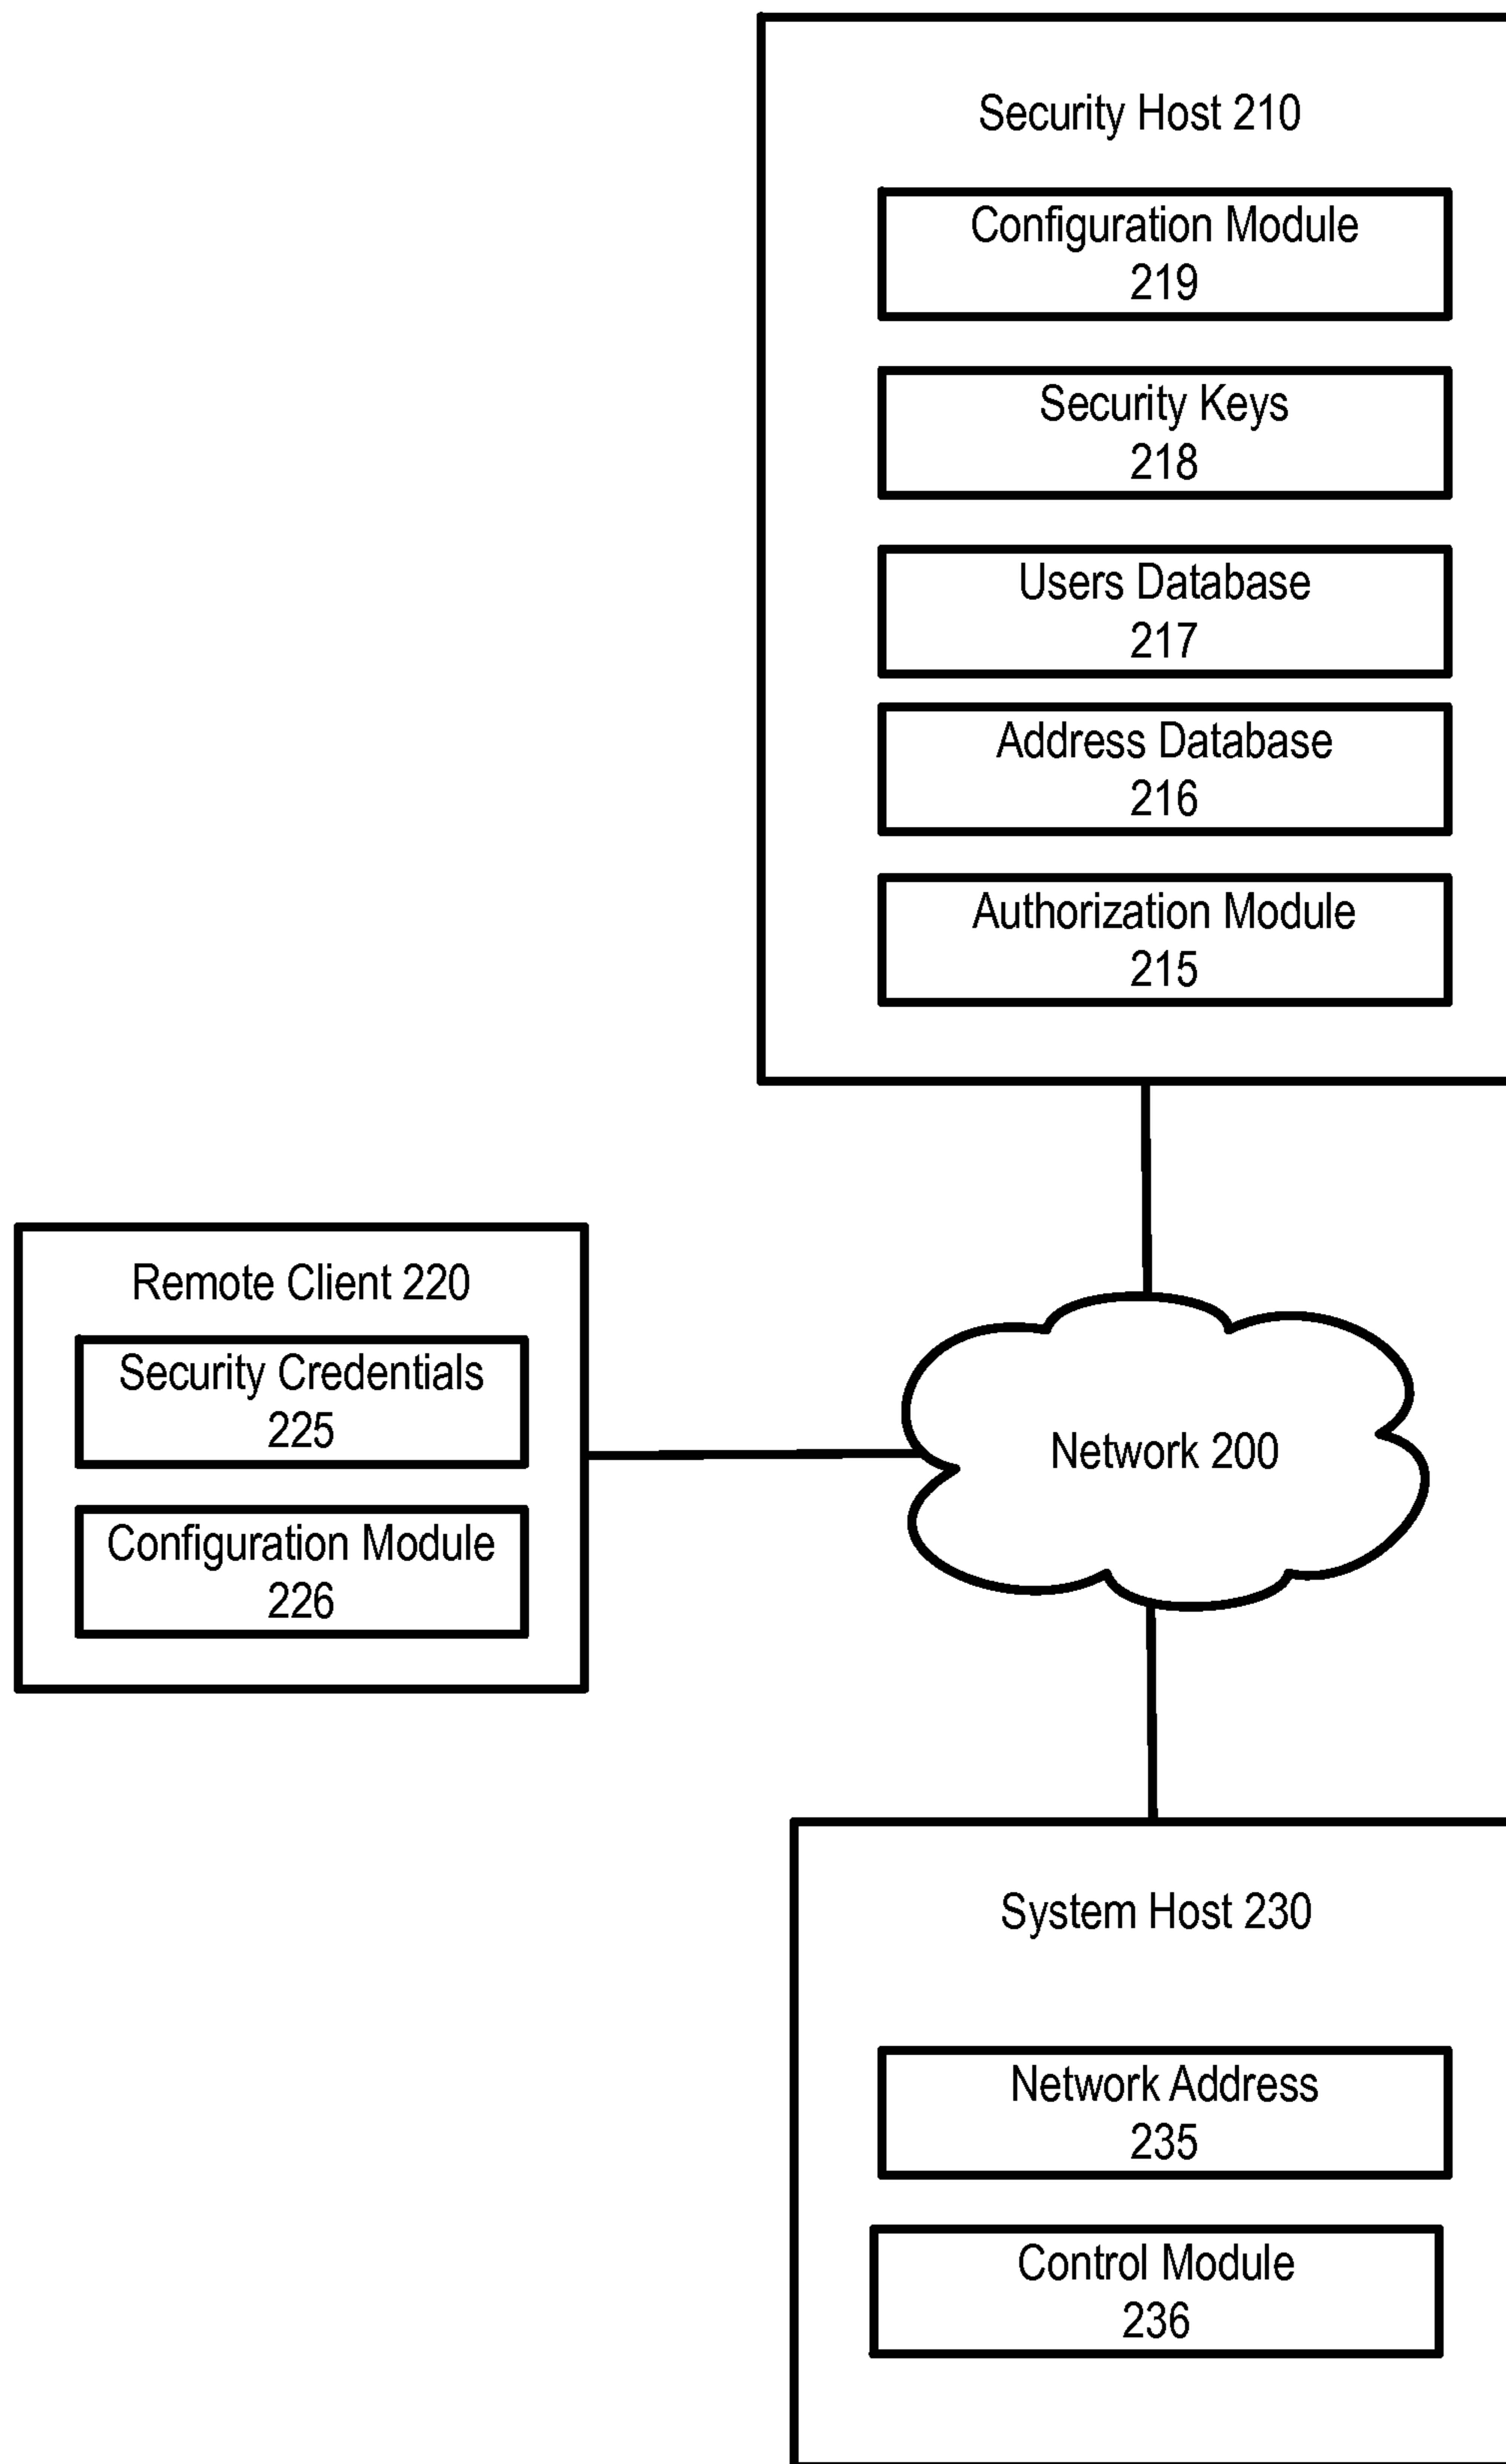 Security Host 210
Configuration Module
219
Security Keys
218
Users Database
217
Address Database
216
Authorization Module
215
Remote Client 220
Security Credentials
225
Configuration Module
226
Network 200
System Host 230
Network Address
235
Control Module
236